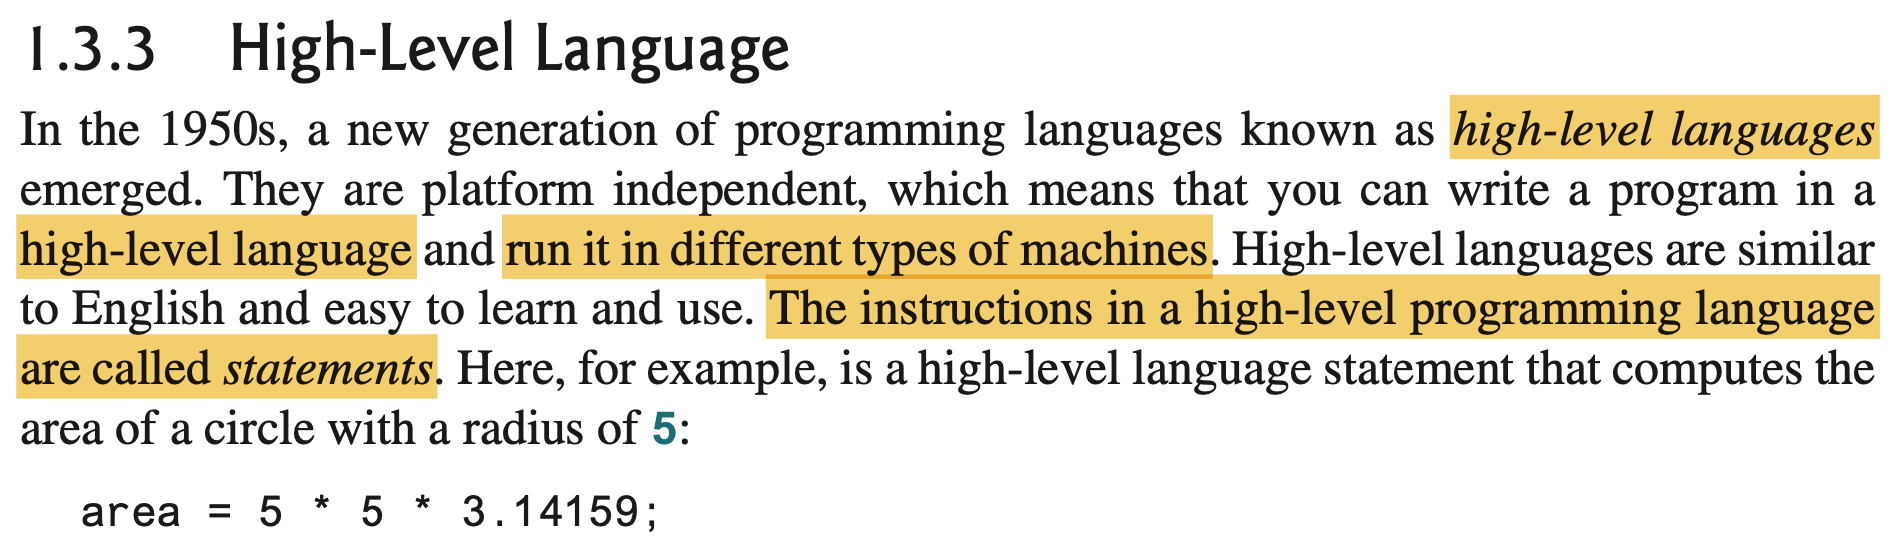 1.3.3 High-Level Language
In the 1950s, a new generation of programming languages known as high-level languages
emerged. They are platform independent, which means that you can write a program in a
high-level language and run it in different types of machines. High-level languages are similar
to English and easy to learn and use. The instructions in a high-level programming language
are called statements. Here, for example, is a high-level language statement that computes the
area of a circle with a radius of 5:
area = 5 * 5 * 3.14159;